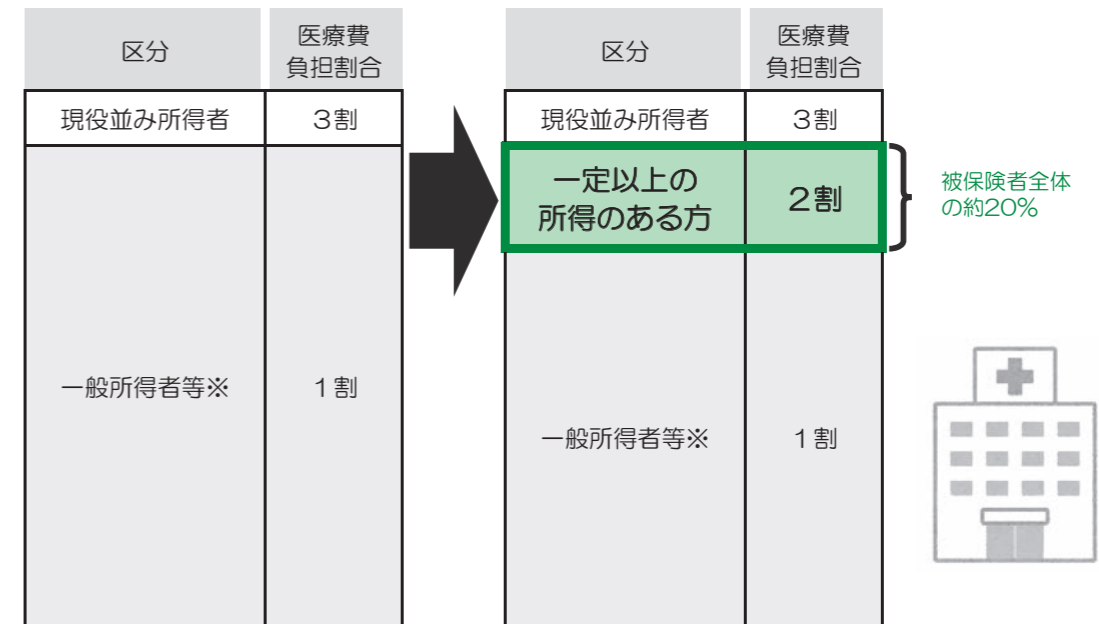 区分
医療費
負担割合
現役並み所得者
3割
一般所得者等※
1割
区分
医療費
負担割合
現役並み所得者
3割
一定以上の
所得のある方
2割
一般所得者等※
1割
被保険者全体
の約20%